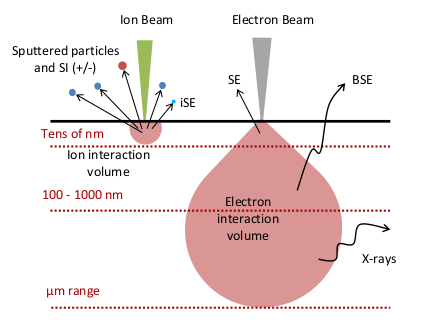 Ion Beam
Electron Beam
Sputtered particles
and SI (+/-)
iSE
SE
BSE
Tens of nm
Ion interaction
volume
100 - 1000 nm
Electron
interaction
volume
X-rays
µm range